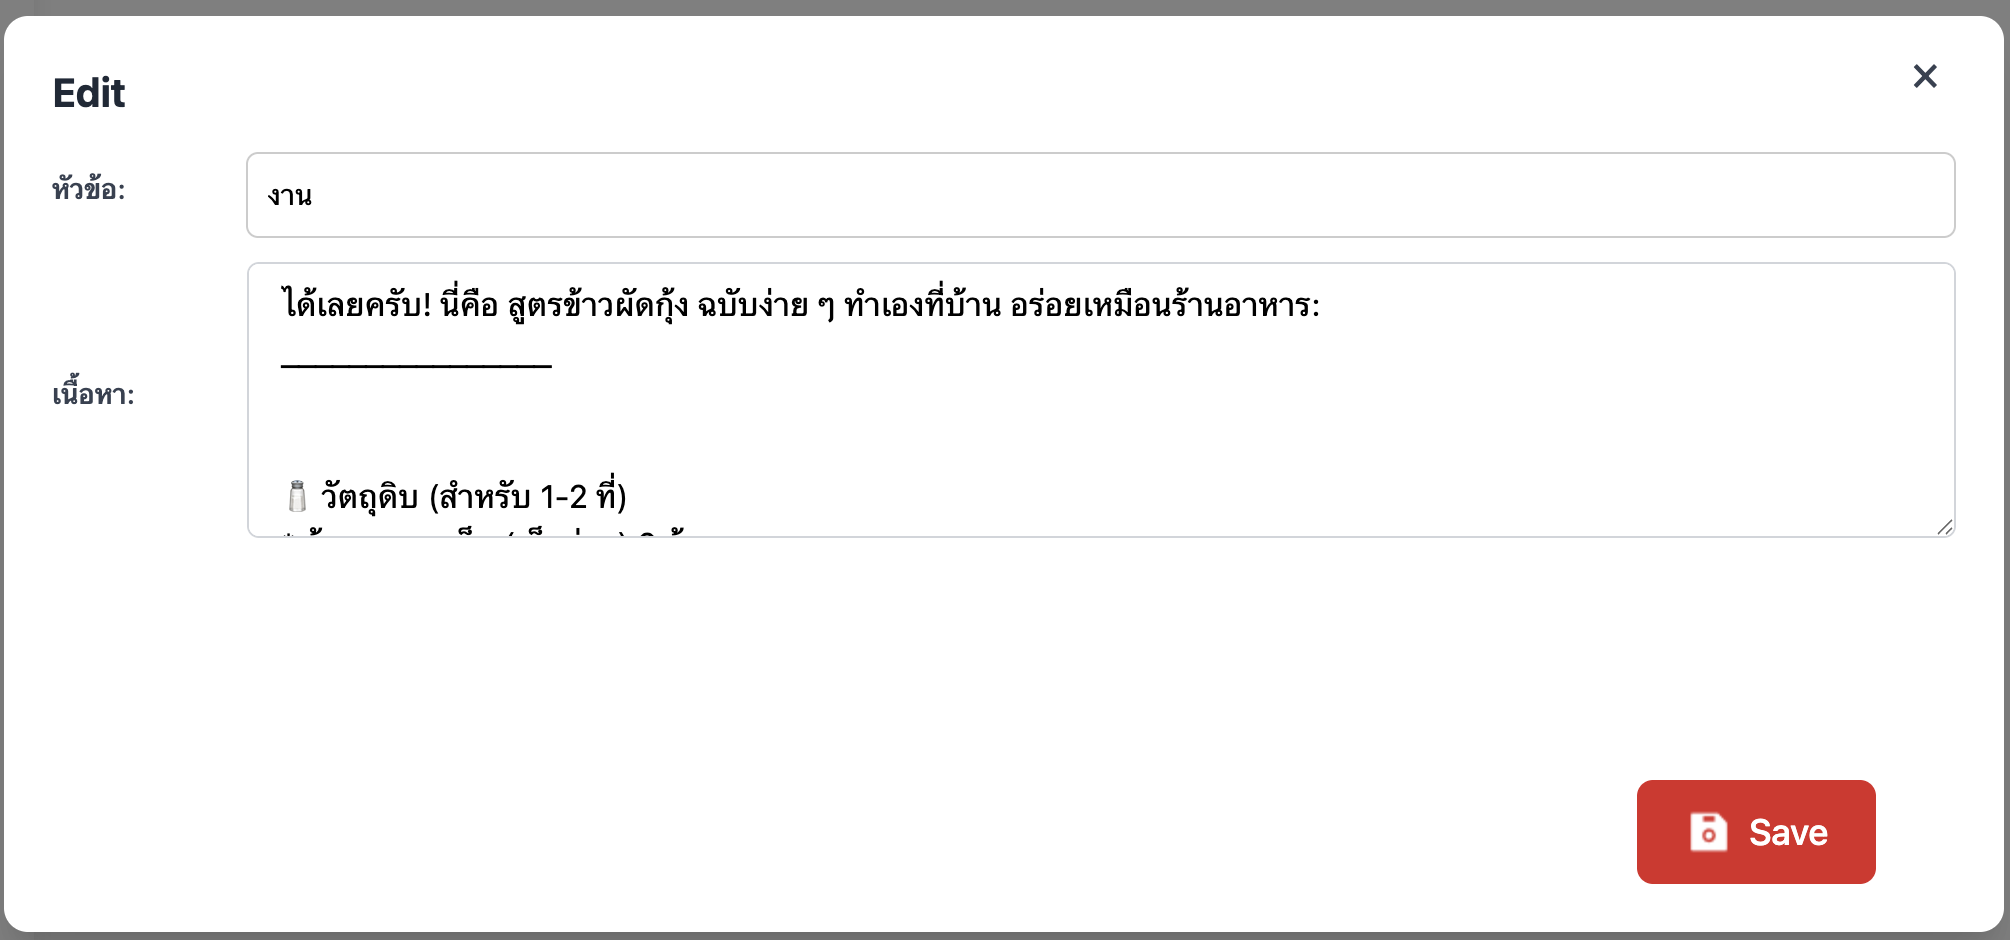 Edit
หัวข้อ:
งาน
ได้เลยครับ! นี่คือ สูตรข้าวผัดกุ้ง ฉบับง่าย ๆ ทำเองที่บ้าน อร่อยเหมือนร้านอาหาร:
________________
เนื้อหา:
🧂 วัตถุดิบ (สำหรับ 1-2 ที่)
Save